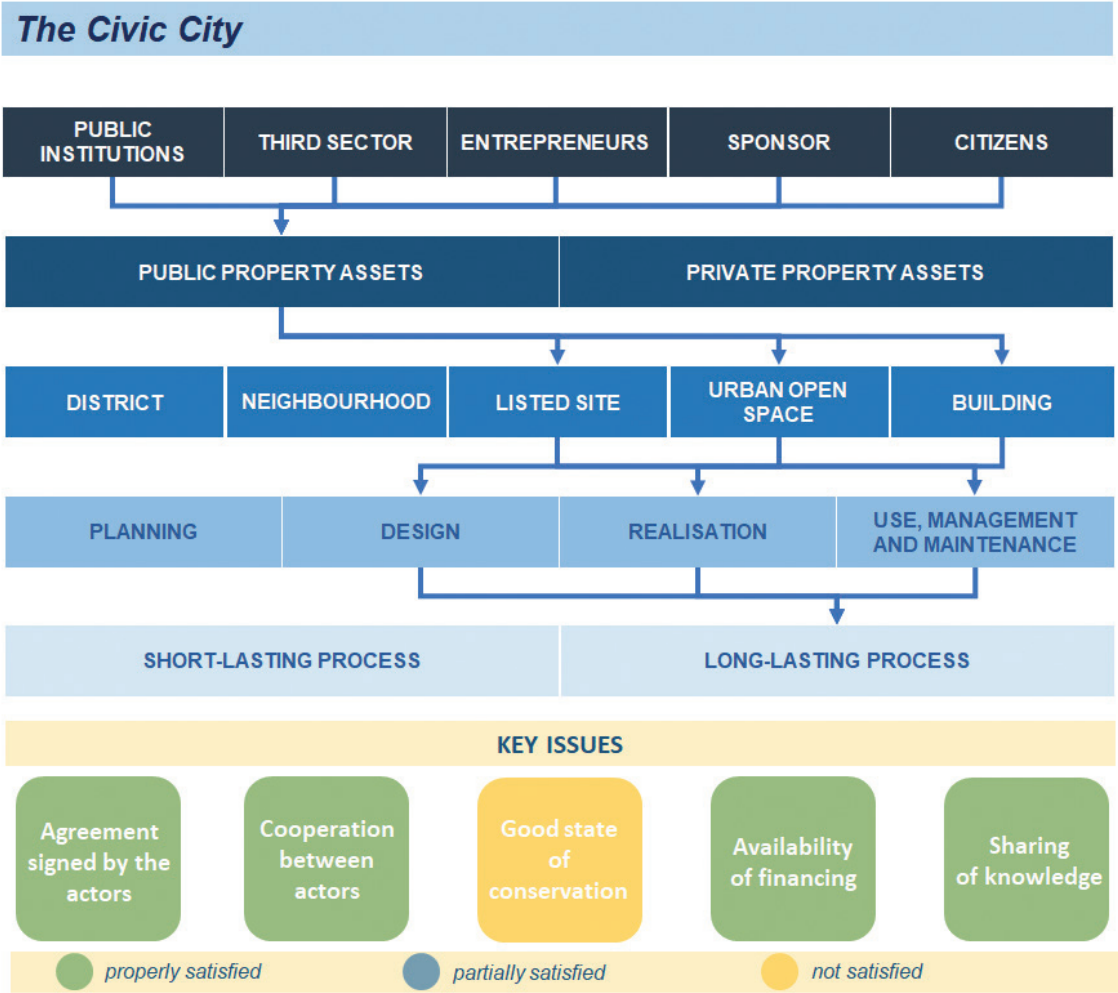 The Civic City
PUBLIC
INSTITUTIONS
THIRD SECTOR
ENTREPRENEURS
SPONSOR
CITIZENS
PUBLIC PROPERTY ASSETS
PRIVATE PROPERTY ASSETS
DISTRICT
NEIGHBOURHOOD
LISTED SITE
URBAN OPEN
SPACE
BUILDING
PLANNING
DESIGN
REALISATION
USE, MANAGEMENT
AND MAINTENANCE
SHORT-LASTING PROCESS
LONG-LASTING PROCESS
KEY ISSUES
Agreement
signed by the
actors
Cooperation
between
actors
Good state
of
conservation
Availability
of financing
Sharing
of knowledge
properly satisfied
partially satisfied
not satisfied